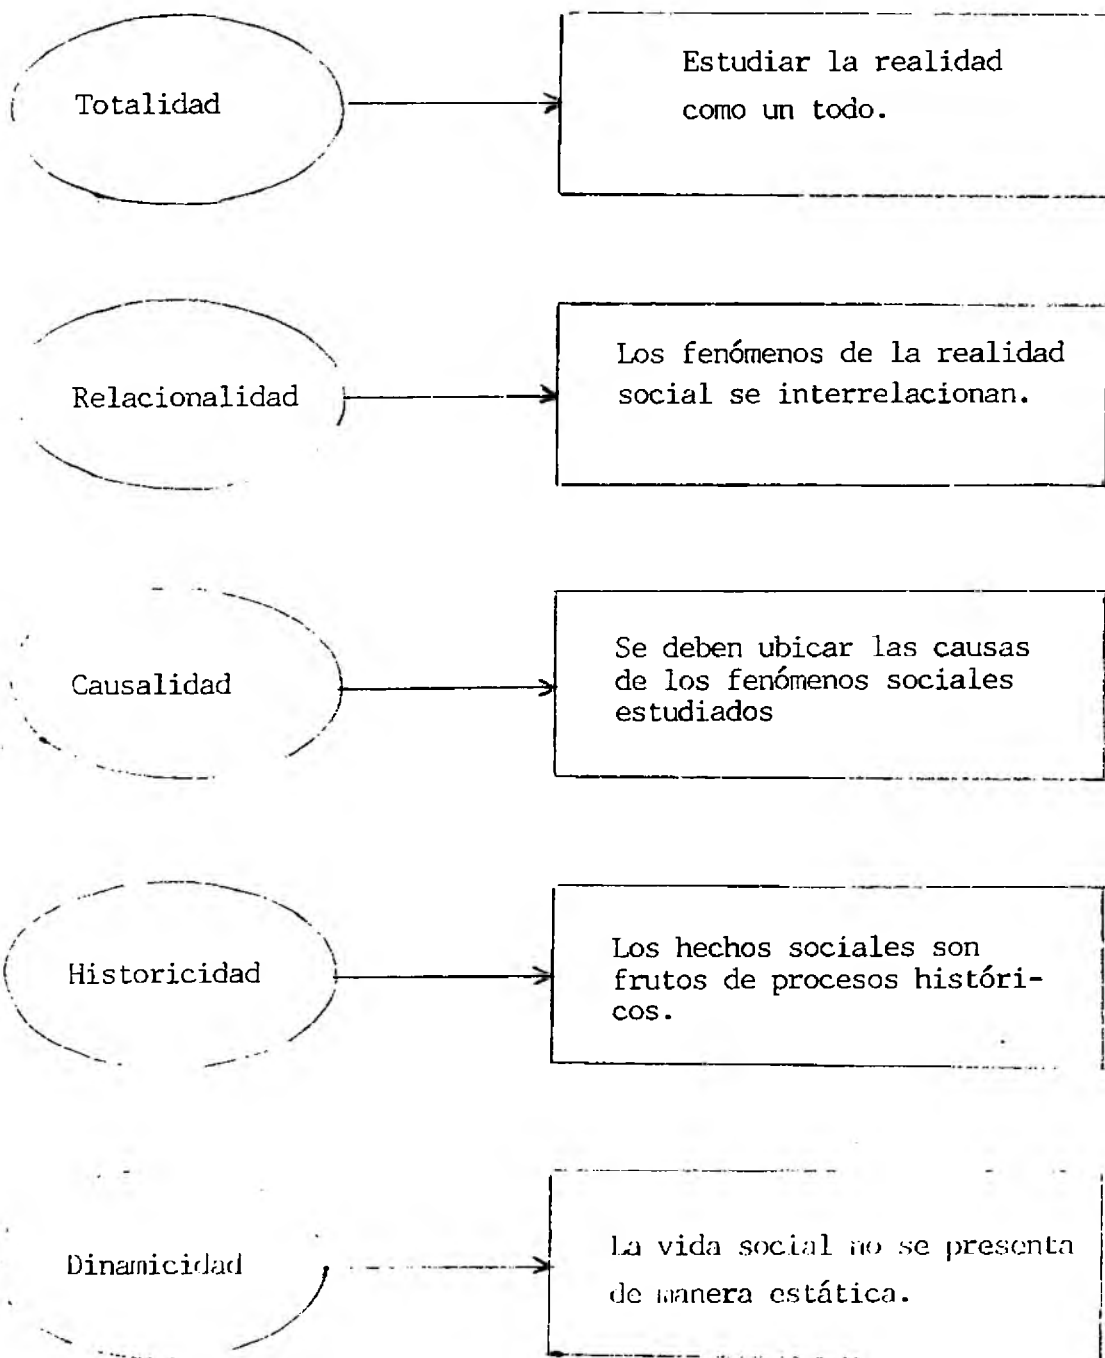 Totalidad
Estudiar la realidad
como un todo.
Relacionalidad
Los fenómenos de la realidad
social se interrelacionan.
Causalidad
Se deben ubicar las causas
de los fenómenos sociales
estudiados
Historicidad
Los hechos sociales son
frutos de procesos históri-
cos.
Dinamicidad
La vida social no se presenta
de manera estática.